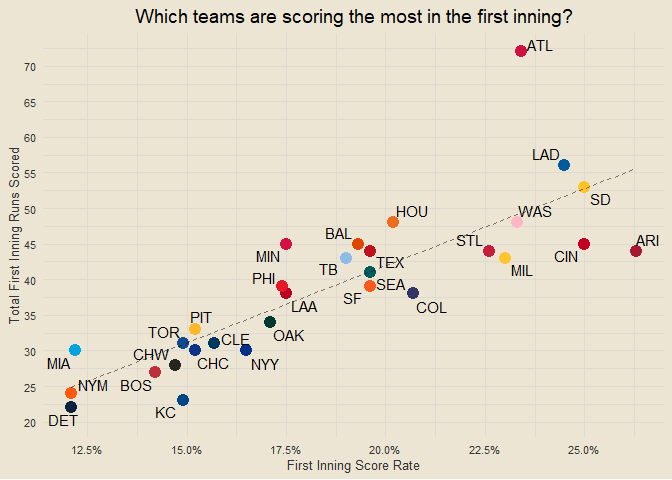 Which teams are scoring the most in the first inning?
ATL
70
65
60
LAD
55
SD
50
HOU
WAS
BAL
STL
ARI
45
MIN
TB
TEX
CIN
MIL
40
PHI
SEA
SF
LAA
COL
35
PIT
OAK
TOR
CLE
30
MIA
CHW
CHC
NYY
BOS
NYM
25
KC
DET
20
Total First Inning Runs Scored
12.5% 15.0% 17.5% 20.0% 22.5% 25.0%
First Inning Score Rate